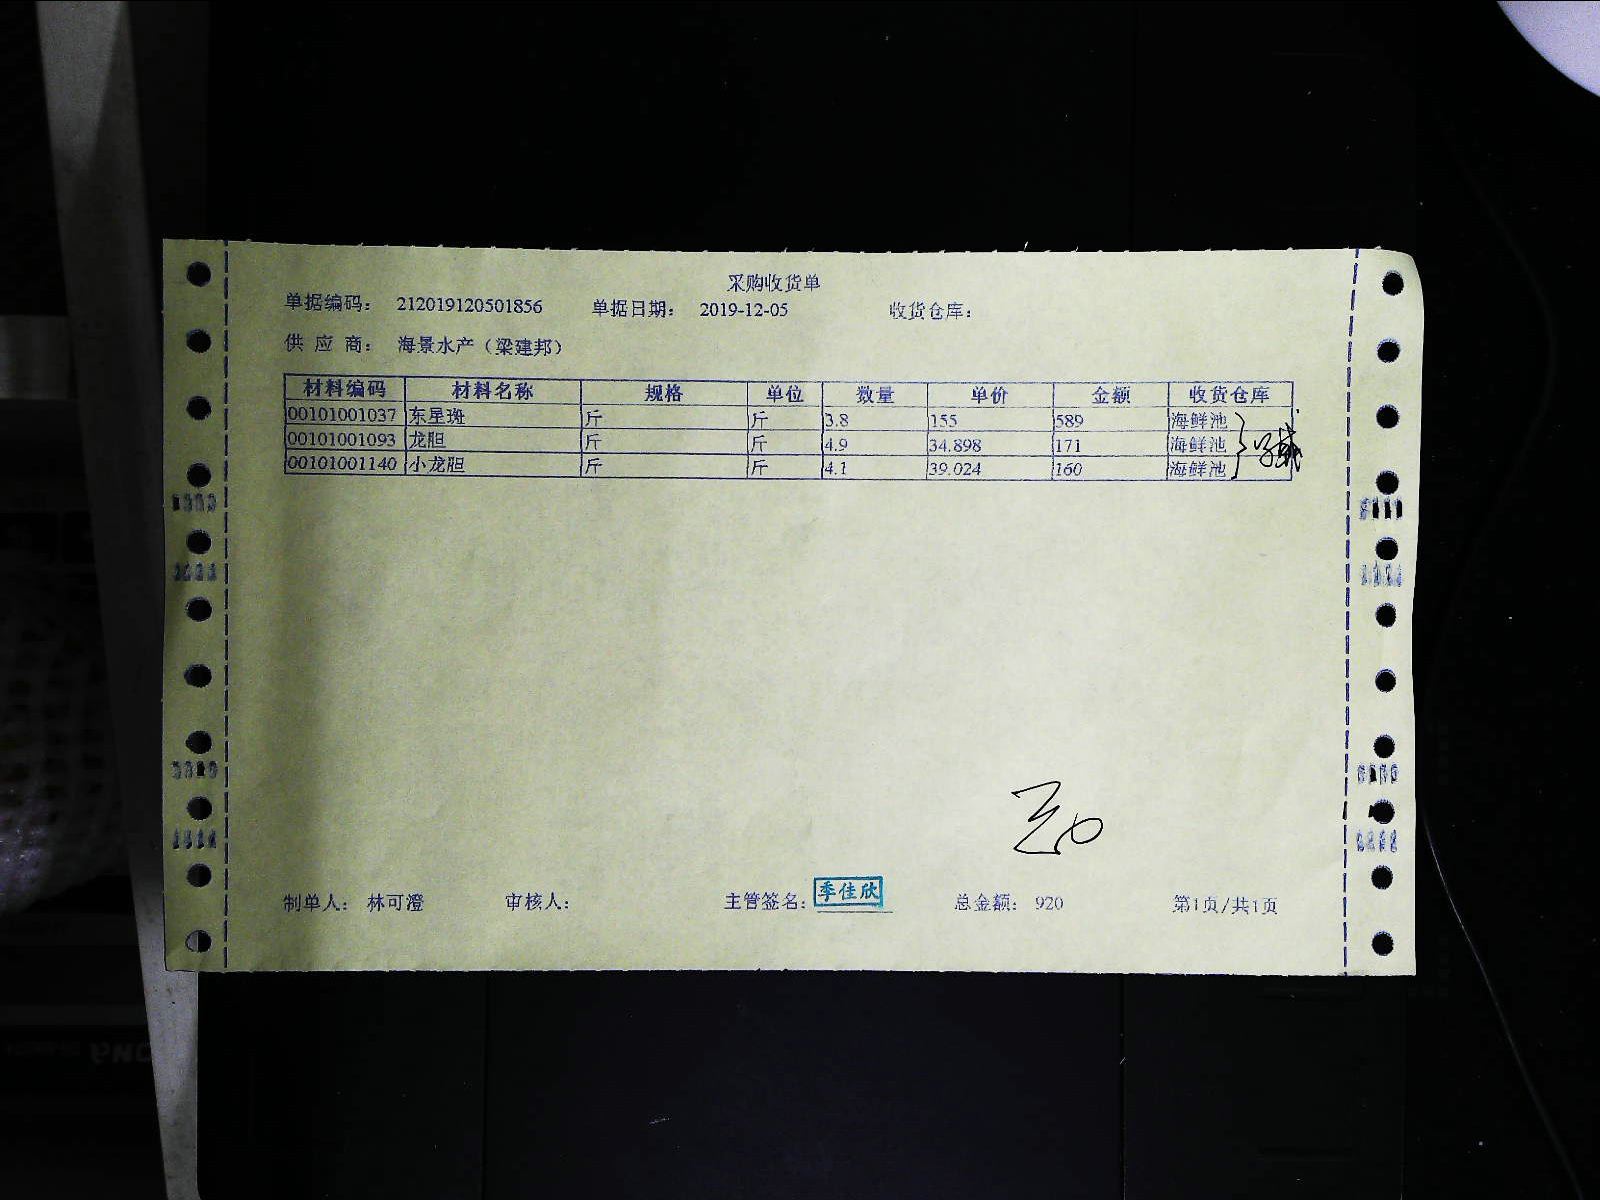 采购收货单
单据编码： 212019120501856 单据日期： 2019-12-05 收货仓库：
供 应 商： 海景水产（梁建邦）
材料编码 材料名称 规格 单位 数量 单价 金额 收货仓库
00101001037 东星斑 斤 斤 3.8 155 589 海鲜池
00101001093 龙胆 斤 斤 4.9 34.898 171 海鲜池
00101001140 小龙胆 斤 斤 4.1 39.024 160 海鲜池
制单人： 林可澄 审核人： 主管签名： 季佳欣 总金额： 920 第1页/共1页